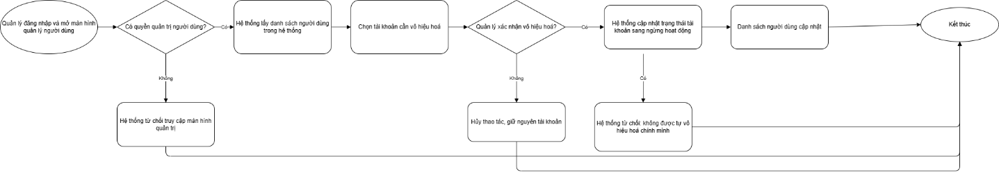 Quản lý đăng nhập và mở màn hình
quản lý người dùng
Có quyền quản trị người dùng?
Có
Hệ thống lấy danh sách người dùng
trong hệ thống
Chọn tài khoản cần vô hiệu hoá
Quản lý xác nhận vô hiệu hoá?
Có
Hệ thống cập nhật trạng thái tài
khoản sang ngừng hoat động
Danh sách người dùng cập nhật
Kết thúc
Không
Không
Có
Hệ thống từ chối truy cập màn hình
quản trị
Hủy thao tác, giữ nguyên tài khoản
Hệ thống từ chối: không được tự vô
hiệu hoá chính mình